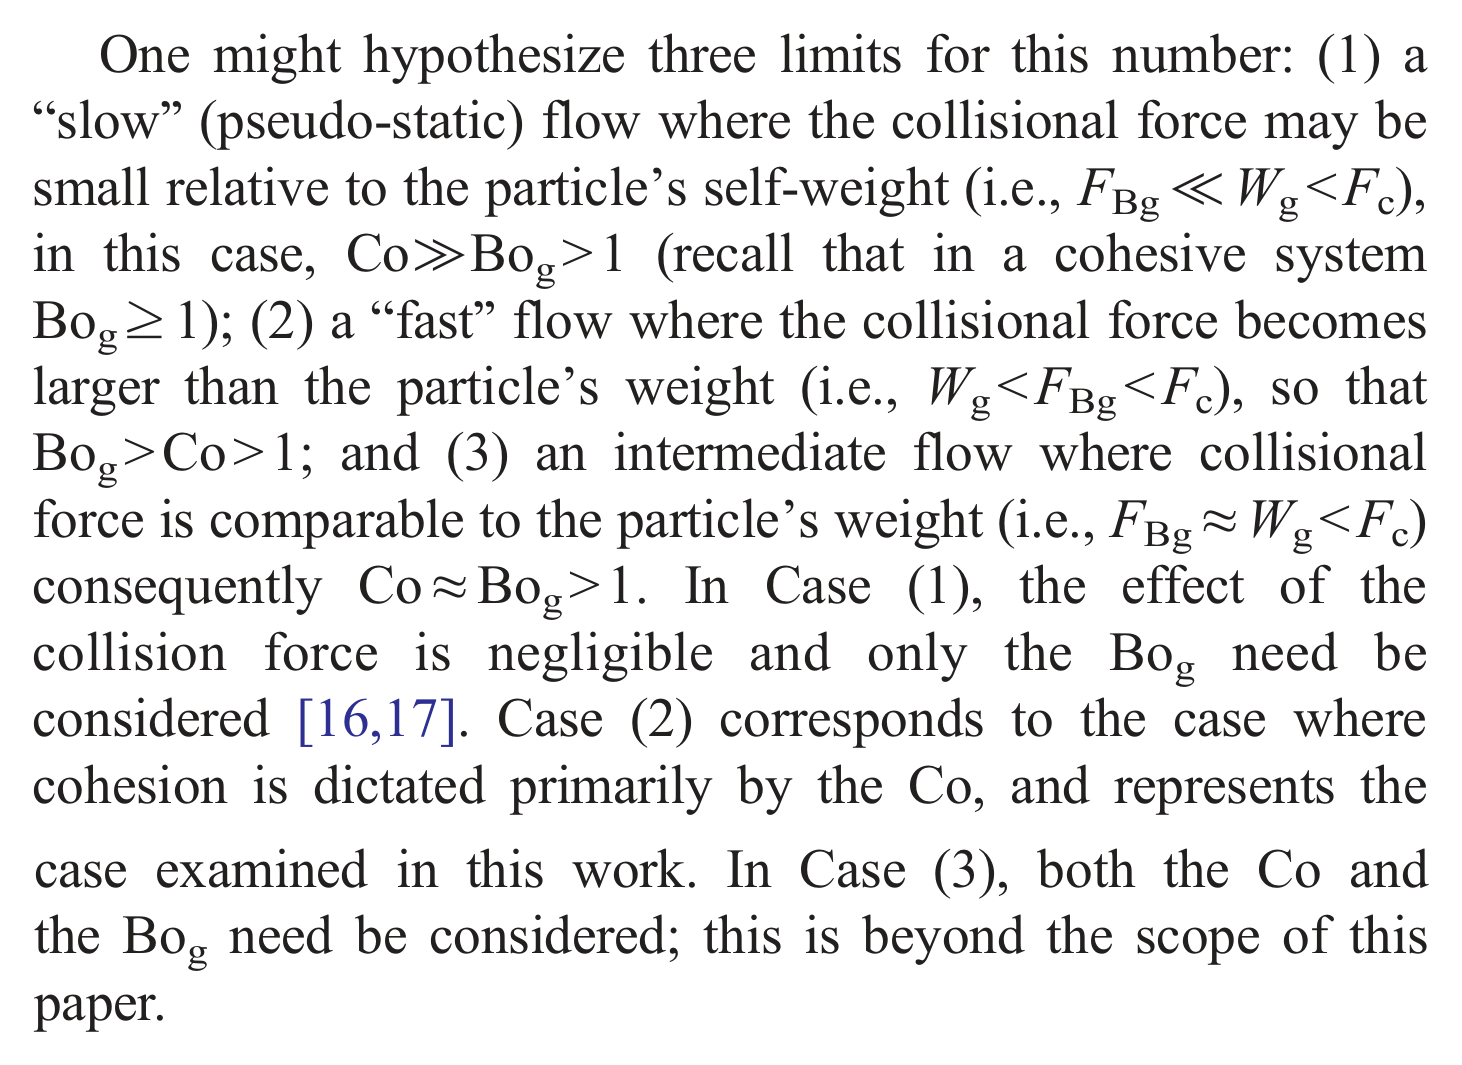 One might hypothesize three limits for this number: (1) a
“slow” (pseudo-static) flow where the collisional force may be
small relative to the particle’s self-weight (i.e., F_Bg ≪ W_g < F_c),
in this case, Co ≫ Bo_g > 1 (recall that in a cohesive system
Bo_g ≥ 1); (2) a “fast” flow where the collisional force becomes
larger than the particle’s weight (i.e., W_g < F_Bg < F_c), so that
Bo_g > Co > 1; and (3) an intermediate flow where collisional
force is comparable to the particle’s weight (i.e., F_Bg ≈ W_g < F_c)
consequently Co ≈ Bo_g > 1. In Case (1), the effect of the
collision force is negligible and only the Bo_g need be
considered [16,17]. Case (2) corresponds to the case where
cohesion is dictated primarily by the Co, and represents the
case examined in this work. In Case (3), both the Co and
the Bo_g need be considered; this is beyond the scope of this
paper.